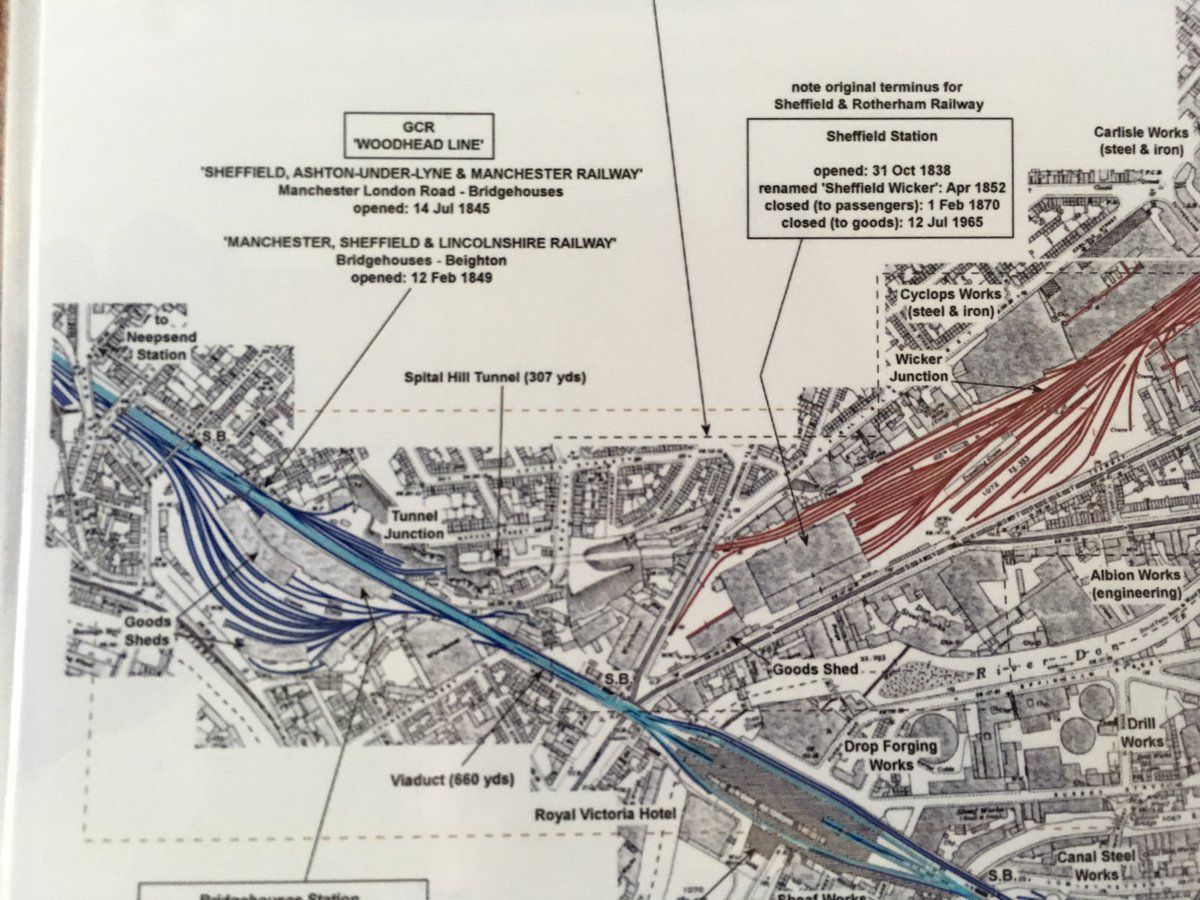 note original terminus for
Sheffield & Rotherham Railway
Sheffield Station
opened: 31 Oct 1838
renamed 'Sheffield Wicker': Apr 1852
closed (to passengers): 1 Feb 1870
closed (to goods): 12 Jul 1965
GCR
'WOODHEAD LINE'
'SHEFFIELD, ASHTON-UNDER-LYNE & MANCHESTER RAILWAY'
Manchester London Road - Bridgehouses
opened: 14 Jul 1845
'MANCHESTER, SHEFFIELD & LINCOLNSHIRE RAILWAY'
Bridgehouses - Beighton
opened: 12 Feb 1849
Carlisle Works
(steel & iron)
Cyclops Works
(steel & iron)
Wicker
Junction
to
Neepsend
Station
Spital Hill Tunnel (307 yds)
S.B.
Tunnel
Junction
Goods
Sheds
Albion Works
(engineering)
Goods Shed
River Don
S.B.
Viaduct (660 yds)
Drop Forging
Works
Drill
Works
Royal Victoria Hotel
Canal Steel
Works
S.B.
Bridgehouses Station
Sheaf Works